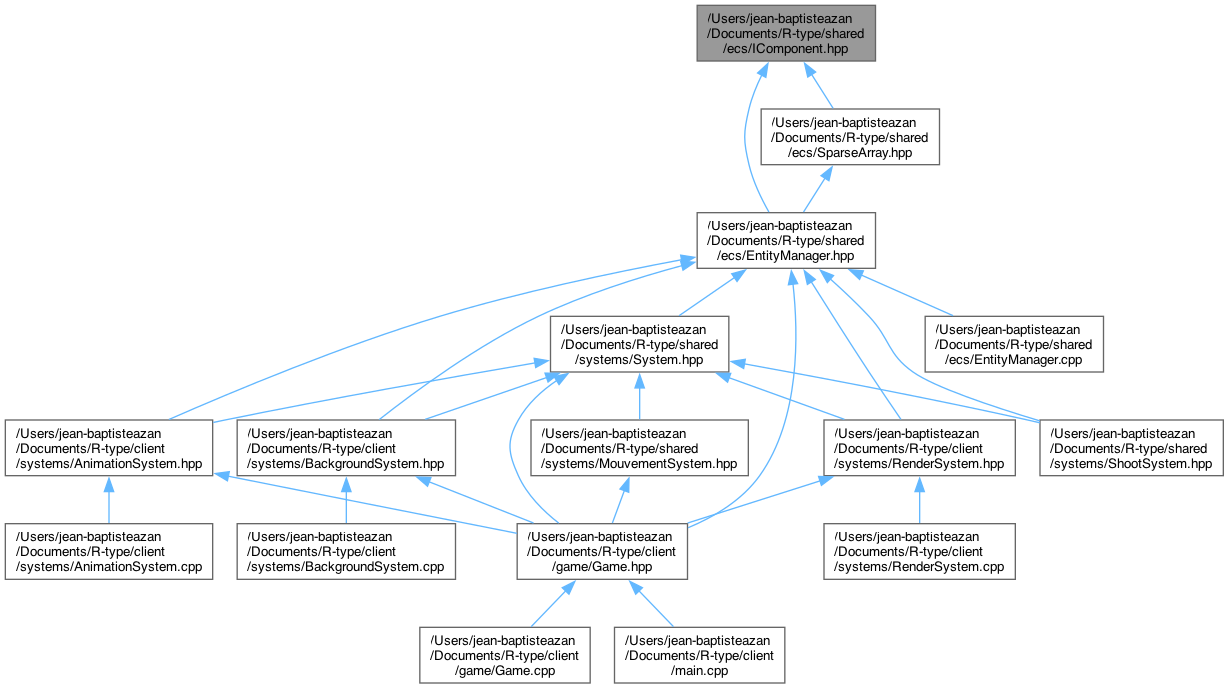 /Users/jean-baptisteazan
/Documents/R-type/shared
/ecs/IComponent.hpp
/Users/jean-baptisteazan
/Documents/R-type/shared
/ecs/SparseArray.hpp
/Users/jean-baptisteazan
/Documents/R-type/shared
/ecs/EntityManager.hpp
/Users/jean-baptisteazan
/Documents/R-type/shared
/systems/System.hpp
/Users/jean-baptisteazan
/Documents/R-type/shared
/ecs/EntityManager.cpp
/Users/jean-baptisteazan
/Documents/R-type/client
/systems/AnimationSystem.hpp
/Users/jean-baptisteazan
/Documents/R-type/client
/systems/BackgroundSystem.hpp
/Users/jean-baptisteazan
/Documents/R-type/shared
/systems/MouvementSystem.hpp
/Users/jean-baptisteazan
/Documents/R-type/client
/systems/RenderSystem.hpp
/Users/jean-baptisteazan
/Documents/R-type/shared
/systems/ShootSystem.hpp
/Users/jean-baptisteazan
/Documents/R-type/client
/systems/AnimationSystem.cpp
/Users/jean-baptisteazan
/Documents/R-type/client
/systems/BackgroundSystem.cpp
/Users/jean-baptisteazan
/Documents/R-type/client
/game/Game.hpp
/Users/jean-baptisteazan
/Documents/R-type/client
/systems/RenderSystem.cpp
/Users/jean-baptisteazan
/Documents/R-type/client
/game/Game.cpp
/Users/jean-baptisteazan
/Documents/R-type/client
/main.cpp